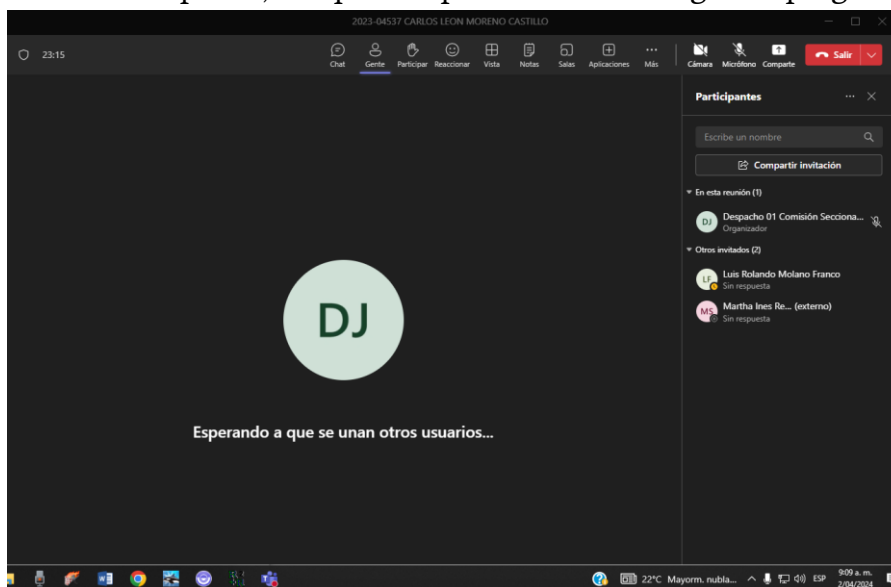 2023-04537 CARLOS LEON MORENO CASTILLO
23:15
Chat Gente Participar Reaccionar Vista Notas Salas Aplicaciones Más Cámara Micrófono Comparte Salir
Participantes
Escribe un nombre
Compartir invitación
En esta reunión (1)
DJ Despacho 01 Comisión Secciona...
Organizador
Otros invitados (2)
LF Luis Rolando Molano Franco
Sin respuesta
MS Martha Ines Re... (externo)
Sin respuesta
DJ
Esperando a que se unan otros usuarios...
22°C Mayorm. nubla... ESP 9:09 a. m.
2/04/2024